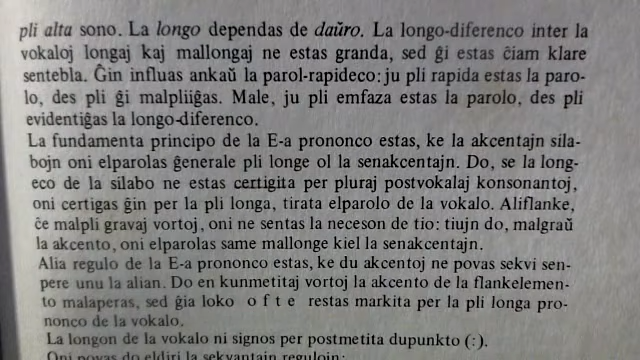 pli alta sono. La longo dependas de daŭro. La longo-diferenco inter la
vokaloj longaj kaj mallongaj ne estas granda, sed ĝi estas ĉiam klare
sentebla. Ĝin influas ankaŭ la parol-rapideco: ju pli rapida estas la paro-
lo, des pli ĝi malpliiĝas. Male, ju pli emfaza estas la parolo, des pli
evidentiĝas la longo-diferenco.
La fundamenta principo de la E-a prononco estas, ke la akcentajn sila-
bojn oni elparolas ĝenerale pli longe ol la senakcentajn. Do, se la long-
eco de la silabo ne estas certigita per pluraj postvokalaj konsonantoj,
oni certigas ĝin per la pli longa, tirata elparolo de la vokalo. Aliflanke,
ĉe malpli gravaj vortoj, oni ne sentas la neceson de tio: tiujn do, malgraŭ
la akcento, oni elparolas same mallonge kiel la senakcentajn.
Alia regulo de la E-a prononco estas, ke du akcentoj ne povas sekvi sen-
pere unu la alian. Do en kunmetitaj vortoj la akcento de la flankelemen-
to malaperas, sed ĝia loko o f t e restas markita per la pli longa pro-
nonco de la vokalo.
La longon de la vokalo ni signos per postmetita dupunkto (:).
Oni povas do eldiri la sekvantajn regulojn: